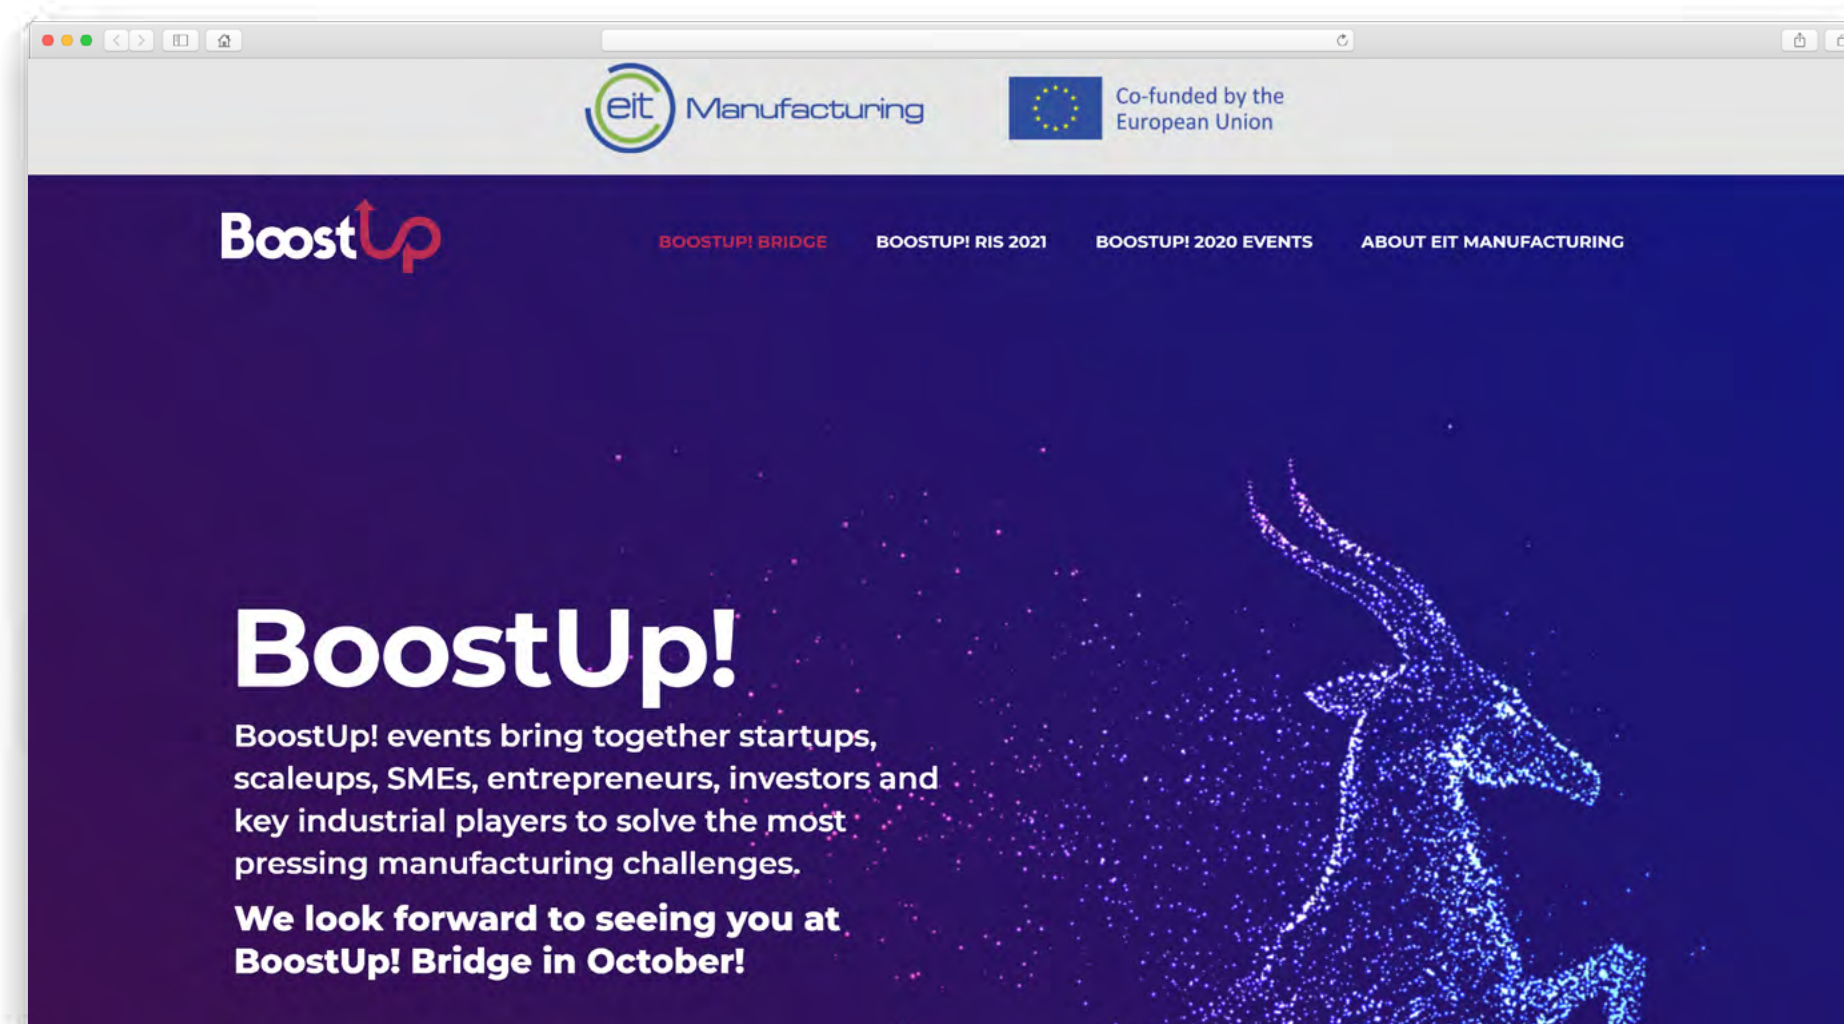 eit Manufacturing
Co-funded by the
European Union
BoostUp
BOOSTUP! BRIDGE
BOOSTUP! RIS 2021
BOOSTUP! 2020 EVENTS
ABOUT EIT MANUFACTURING
BoostUp!
BoostUp! events bring together startups,
scaleups, SMEs, entrepreneurs, investors and
key industrial players to solve the most
pressing manufacturing challenges.
We look forward to seeing you at
BoostUp! Bridge in October!